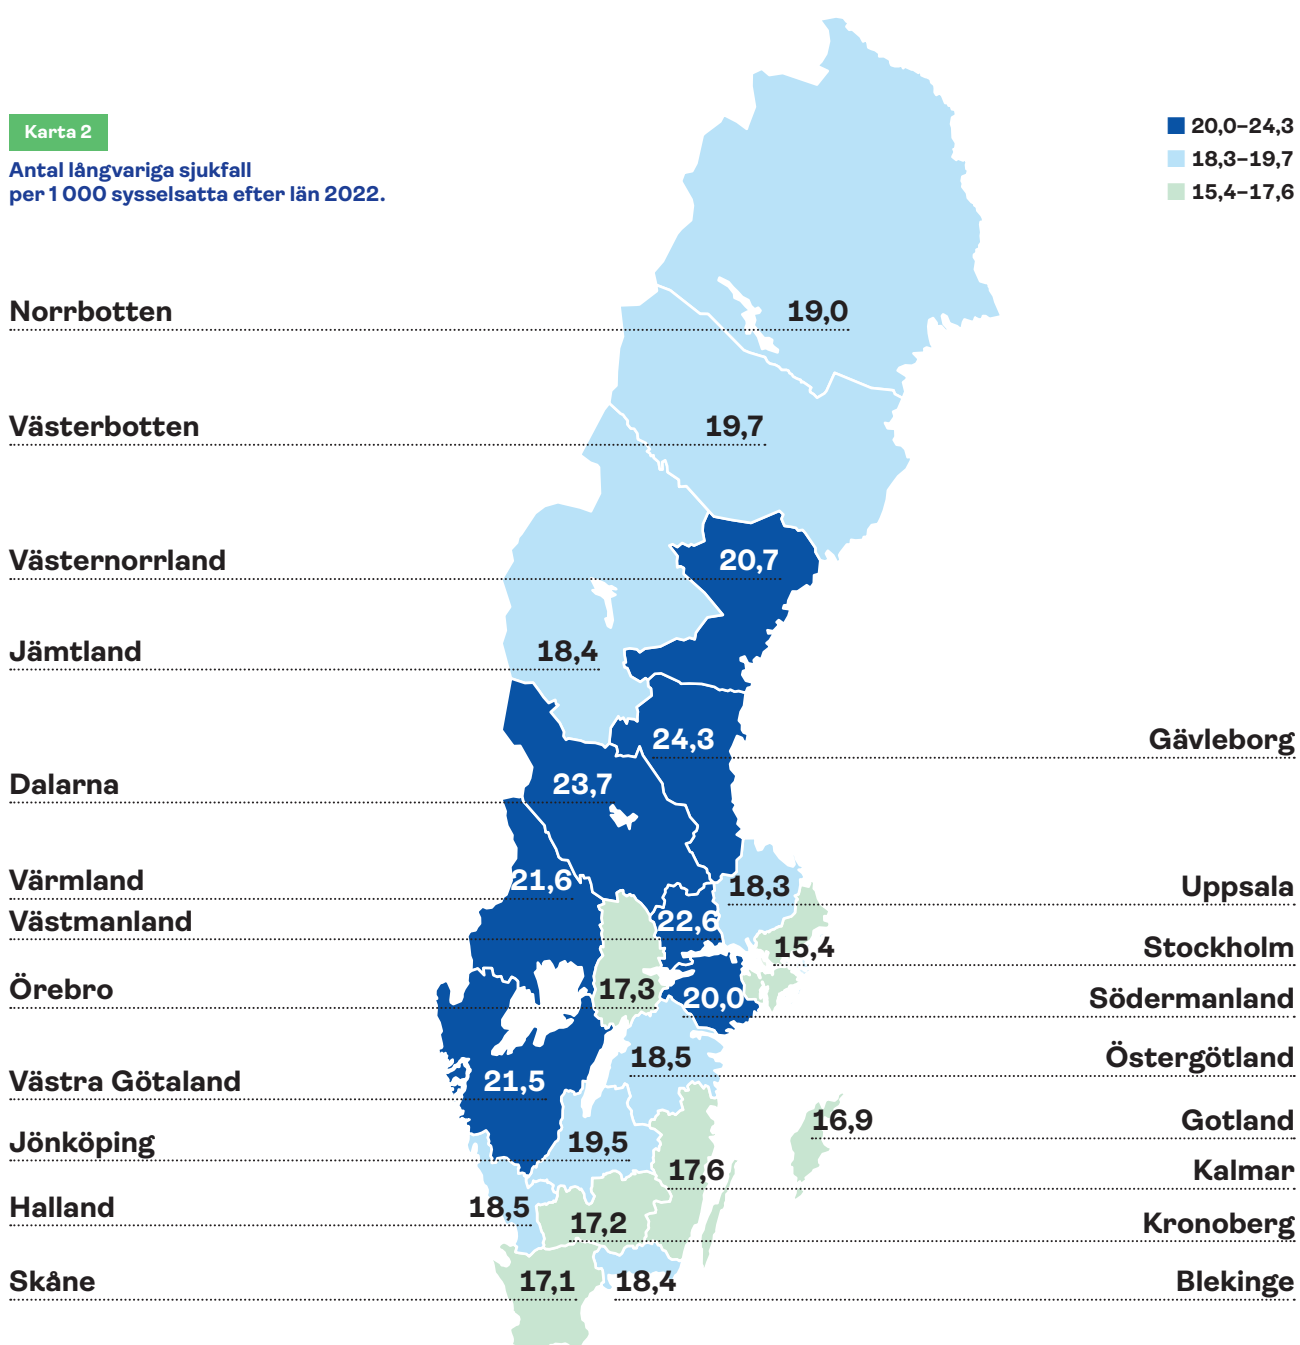 Karta 2
Antal långvariga sjukfall
per 1 000 sysselsatta efter län 2022.
20,0–24,3
18,3–19,7
15,4–17,6
Norrbotten 19,0
Västerbotten 19,7
Västernorrland 20,7
Jämtland 18,4
24,3 Gävleborg
Dalarna 23,7
Värmland 21,6
18,3 Uppsala
Västmanland 22,6
15,4 Stockholm
Örebro 17,3
20,0 Södermanland
18,5 Östergötland
Västra Götaland 21,5
16,9 Gotland
Jönköping 19,5
17,6 Kalmar
Halland 18,5
17,2 Kronoberg
Skåne 17,1
18,4 Blekinge